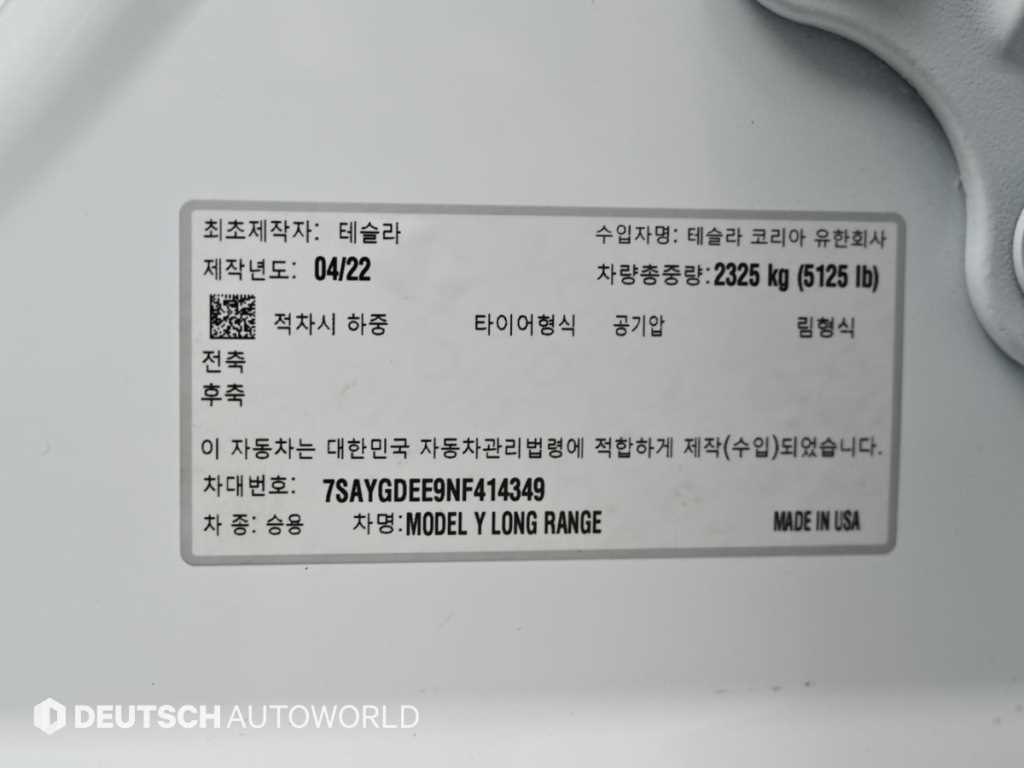 최초제작자: 테슬라 수입자명: 테슬라 코리아 유한회사
제작년도: 04/22 차량총중량: 2325 kg (5125 lb)
적차시 하중 타이어형식 공기압 림형식
전축
후축
이 자동차는 대한민국 자동차관리법령에 적합하게 제작(수입)되었습니다.
차대번호: 7SAYGDEE9NF414349
차 종: 승용 차명: MODEL Y LONG RANGE MADE IN USA
DEUTSCH AUTOWORLD